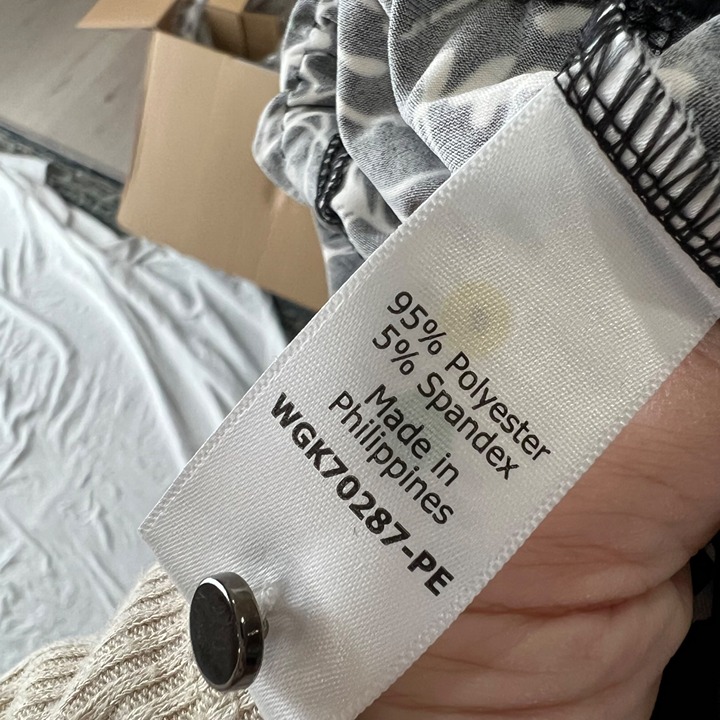 95% Polyester
5% Spandex
Made in
Philippines
WGK70287-PE